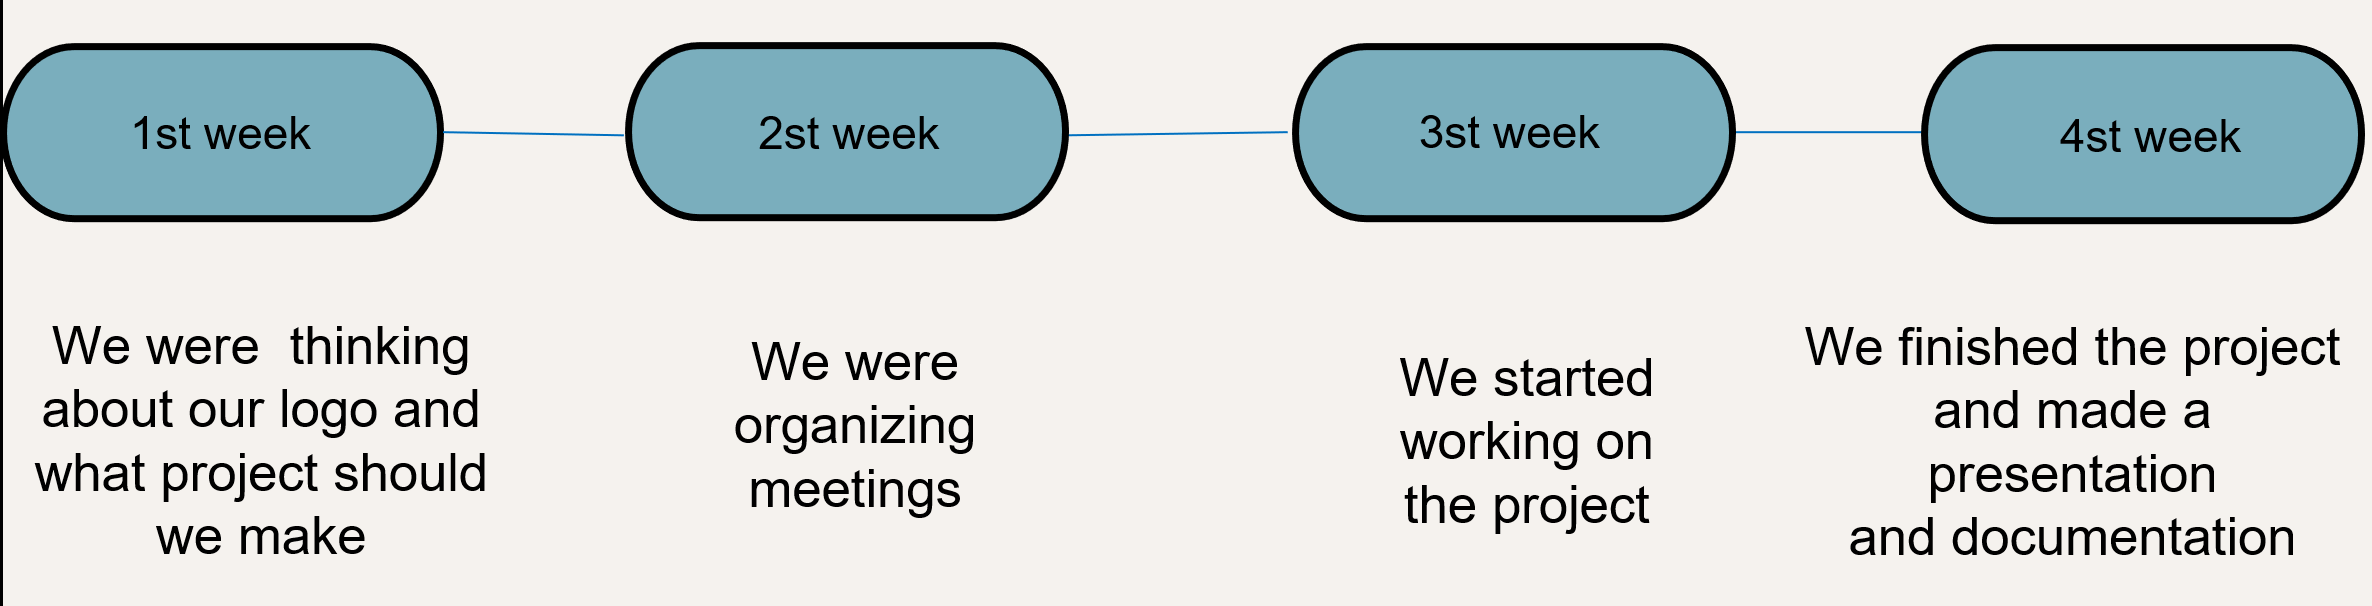 1st week
2st week
3st week
4st week
We were  thinking
about our logo and
what project should
we make
We were
organizing
meetings
We started
working on
the project
We finished the project
and made a
presentation
and documentation